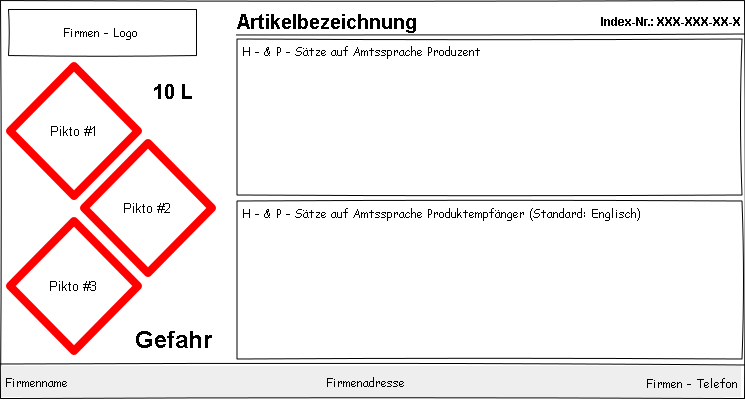 Firmen - Logo
Artikelbezeichnung
Index-Nr.: XXX-XXX-XX-X
10 L
Pikto #1
Pikto #2
Pikto #3
Gefahr
H - & P - Sätze auf Amtssprache Produzent
H - & P - Sätze auf Amtssprache Produktempfänger (Standard: Englisch)
Firmenname
Firmenadresse
Firmen - Telefon